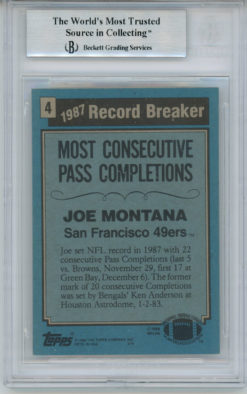 The World's Most Trusted
Source in Collecting™
Beckett Grading Services
4
1987 Record Breaker
MOST CONSECUTIVE
PASS COMPLETIONS
JOE MONTANA
San Francisco 49ers™
Joe set NFL record in 1987 with 22
consecutive Pass Completions (last 5
vs. Browns, November 29, first 17 at
Green Bay, December 6). The former
mark of 20 consecutive Completions
was set by Bengals' Ken Anderson at
Houston Astrodome, 1-2-83.
TOPPS